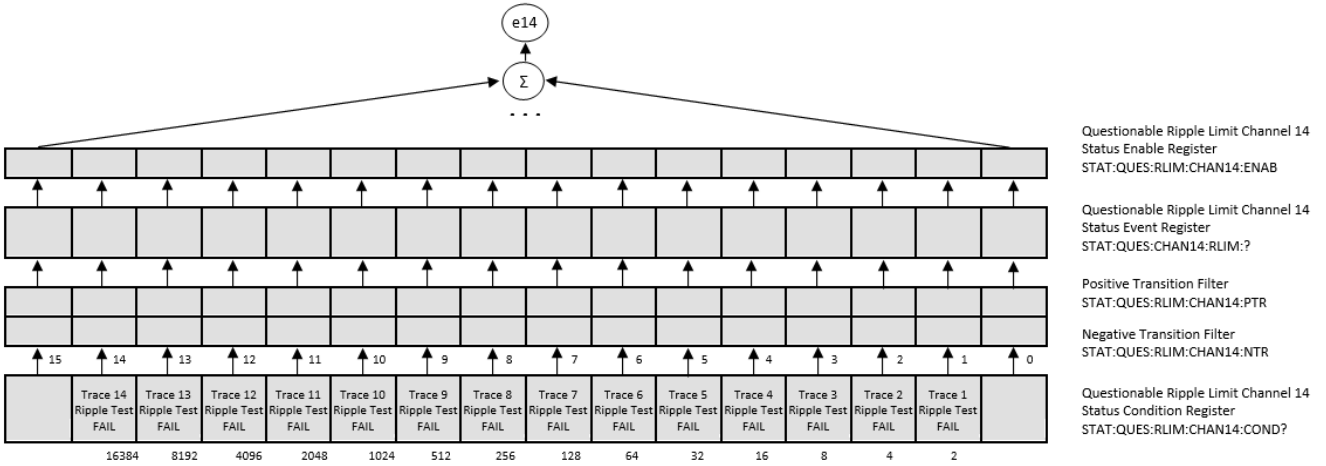 e14
Σ
. . .
Questionable Ripple Limit Channel 14
Status Enable Register
STAT:QUES:RLIM:CHAN14:ENAB
Questionable Ripple Limit Channel 14
Status Event Register
STAT:QUES:CHAN14:RLIM:?
Positive Transition Filter
STAT:QUES:RLIM:CHAN14:PTR
Negative Transition Filter
STAT:QUES:RLIM:CHAN14:NTR
15 14 13 12 11 10 9 8 7 6 5 4 3 2 1 0
Trace 14 Trace 13 Trace 12 Trace 11 Trace 10 Trace 9 Trace 8 Trace 7 Trace 6 Trace 5 Trace 4 Trace 3 Trace 2 Trace 1
Ripple Test Ripple Test Ripple Test Ripple Test Ripple Test Ripple Test Ripple Test Ripple Test Ripple Test Ripple Test Ripple Test Ripple Test Ripple Test Ripple Test
FAIL FAIL FAIL FAIL FAIL FAIL FAIL FAIL FAIL FAIL FAIL FAIL FAIL FAIL
Questionable Ripple Limit Channel 14
Status Condition Register
STAT:QUES:RLIM:CHAN14:COND?
16384 8192 4096 2048 1024 512 256 128 64 32 16 8 4 2